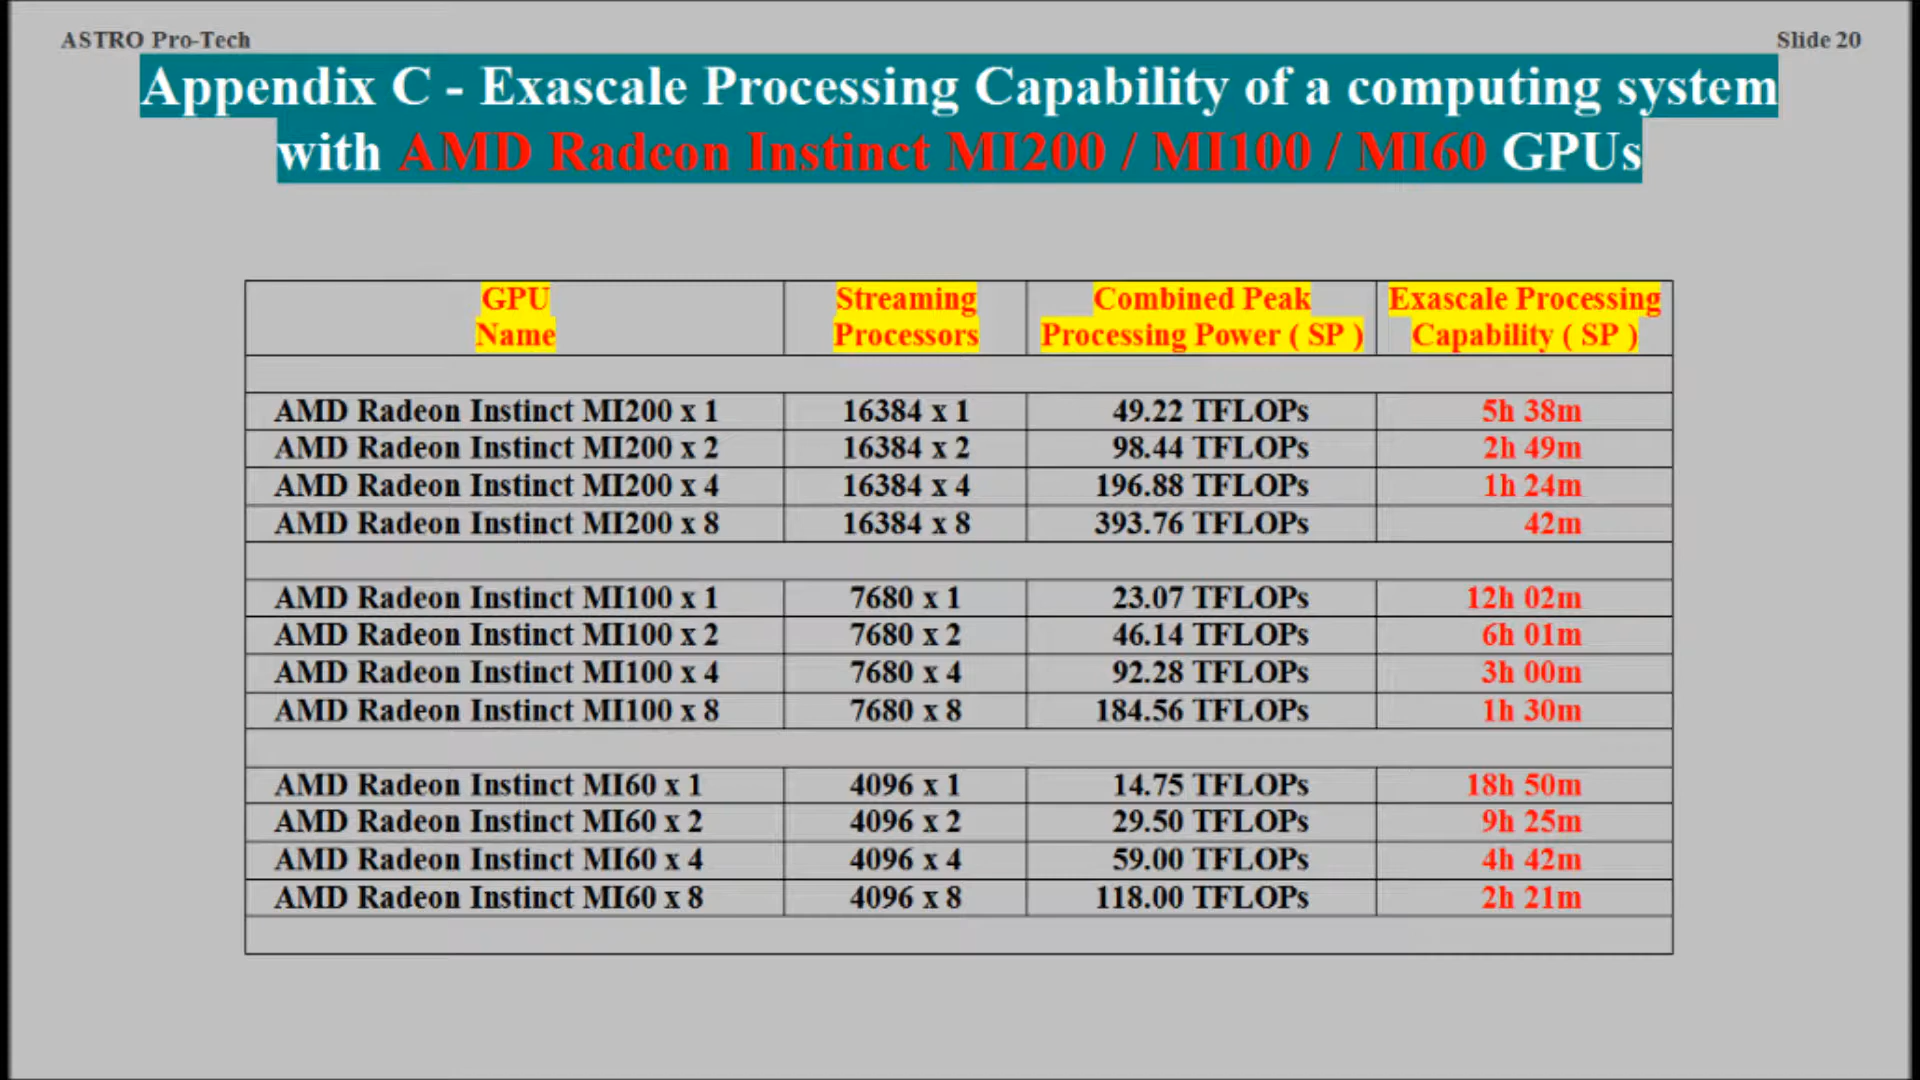 ASTRO Pro-Tech
Slide 20
Appendix C - Exascale Processing Capability of a computing system
with AMD Radeon Instinct MI200 / MI100 / MI60 GPUs
GPU Name
Streaming Processors
Combined Peak Processing Power ( SP )
Exascale Processing Capability ( SP )
AMD Radeon Instinct MI200 x 1 16384 x 1 49.22 TFLOPs 5h 38m
AMD Radeon Instinct MI200 x 2 16384 x 2 98.44 TFLOPs 2h 49m
AMD Radeon Instinct MI200 x 4 16384 x 4 196.88 TFLOPs 1h 24m
AMD Radeon Instinct MI200 x 8 16384 x 8 393.76 TFLOPs 42m
AMD Radeon Instinct MI100 x 1 7680 x 1 23.07 TFLOPs 12h 02m
AMD Radeon Instinct MI100 x 2 7680 x 2 46.14 TFLOPs 6h 01m
AMD Radeon Instinct MI100 x 4 7680 x 4 92.28 TFLOPs 3h 00m
AMD Radeon Instinct MI100 x 8 7680 x 8 184.56 TFLOPs 1h 30m
AMD Radeon Instinct MI60 x 1 4096 x 1 14.75 TFLOPs 18h 50m
AMD Radeon Instinct MI60 x 2 4096 x 2 29.50 TFLOPs 9h 25m
AMD Radeon Instinct MI60 x 4 4096 x 4 59.00 TFLOPs 4h 42m
AMD Radeon Instinct MI60 x 8 4096 x 8 118.00 TFLOPs 2h 21m